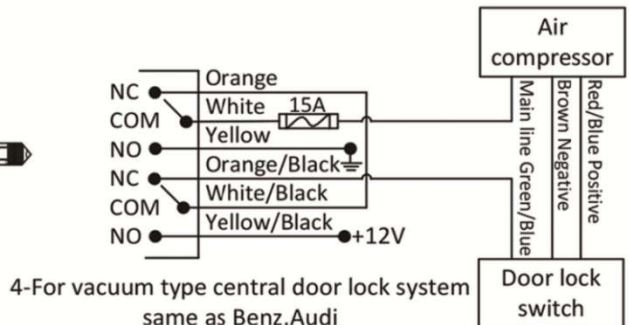 Air
compressor
NC Orange
COM White 15A
NO Yellow
NC Orange/Black
COM White/Black
NO Yellow/Black +12V
Main line Green/Blue
Brown Negative
Red/Blue Positive
Door lock
switch
4-For vacuum type central door lock system
same as Benz.Audi